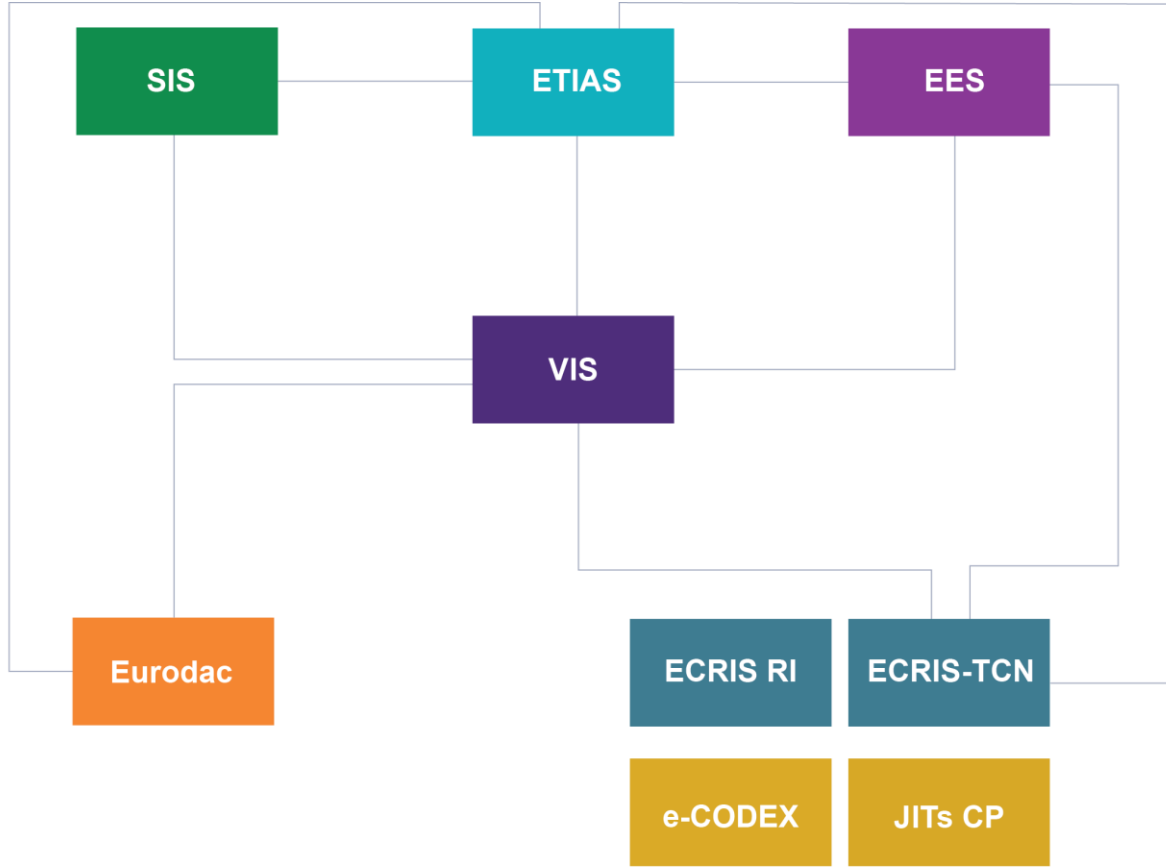 SIS
ETIAS
EES
VIS
Eurodac
ECRIS RI
ECRIS-TCN
e-CODEX
JITs CP